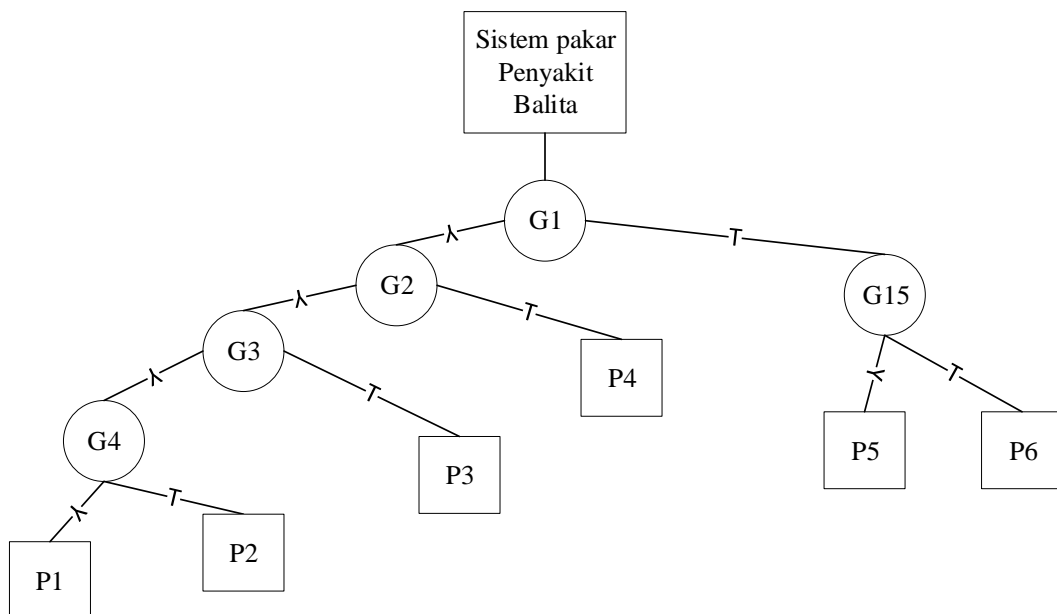 Sistem pakar
Penyakit
Balita
G1
Y
T
G2
G15
Y
T
G3
P4
Y
T
Y
T
G4
P3
P5
P6
Y
T
P2
P1